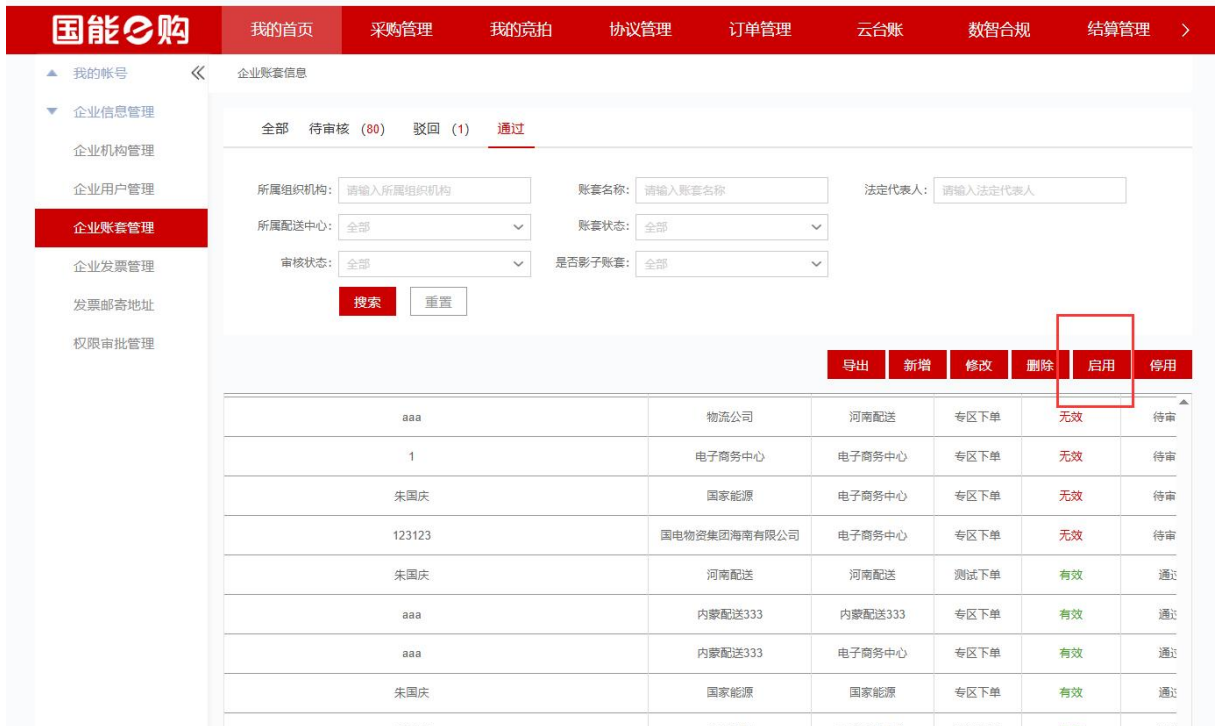 国能e购 我的首页 采购管理 我的竞拍 协议管理 订单管理 云台账 数智合规 结算管理
我的帐号 企业账套信息
企业信息管理
全部 待审核 (80) 驳回 (1) 通过
企业机构管理
企业用户管理 所属组织机构: 请输入所属组织机构 账套名称: 请输入账套名称 法定代表人: 请输入法定代表人
企业账套管理 所属配送中心: 全部 账套状态: 全部
企业发票管理 审核状态: 全部 是否影子账套: 全部
发票邮寄地址 搜索 重置
权限审批管理
导出 新增 修改 删除 启用 停用
aaa 物流公司 河南配送 专区下单 无效 待审
1 电子商务中心 电子商务中心 专区下单 无效 待审
朱国庆 国家能源 电子商务中心 专区下单 无效 待审
123123 国电物资集团海南有限公司 电子商务中心 专区下单 无效 待审
朱国庆 河南配送 河南配送 测试下单 有效 通过
aaa 内蒙配送333 内蒙配送333 专区下单 有效 通过
aaa 内蒙配送333 电子商务中心 专区下单 有效 通过
朱国庆 国家能源 国家能源 专区下单 有效 通过